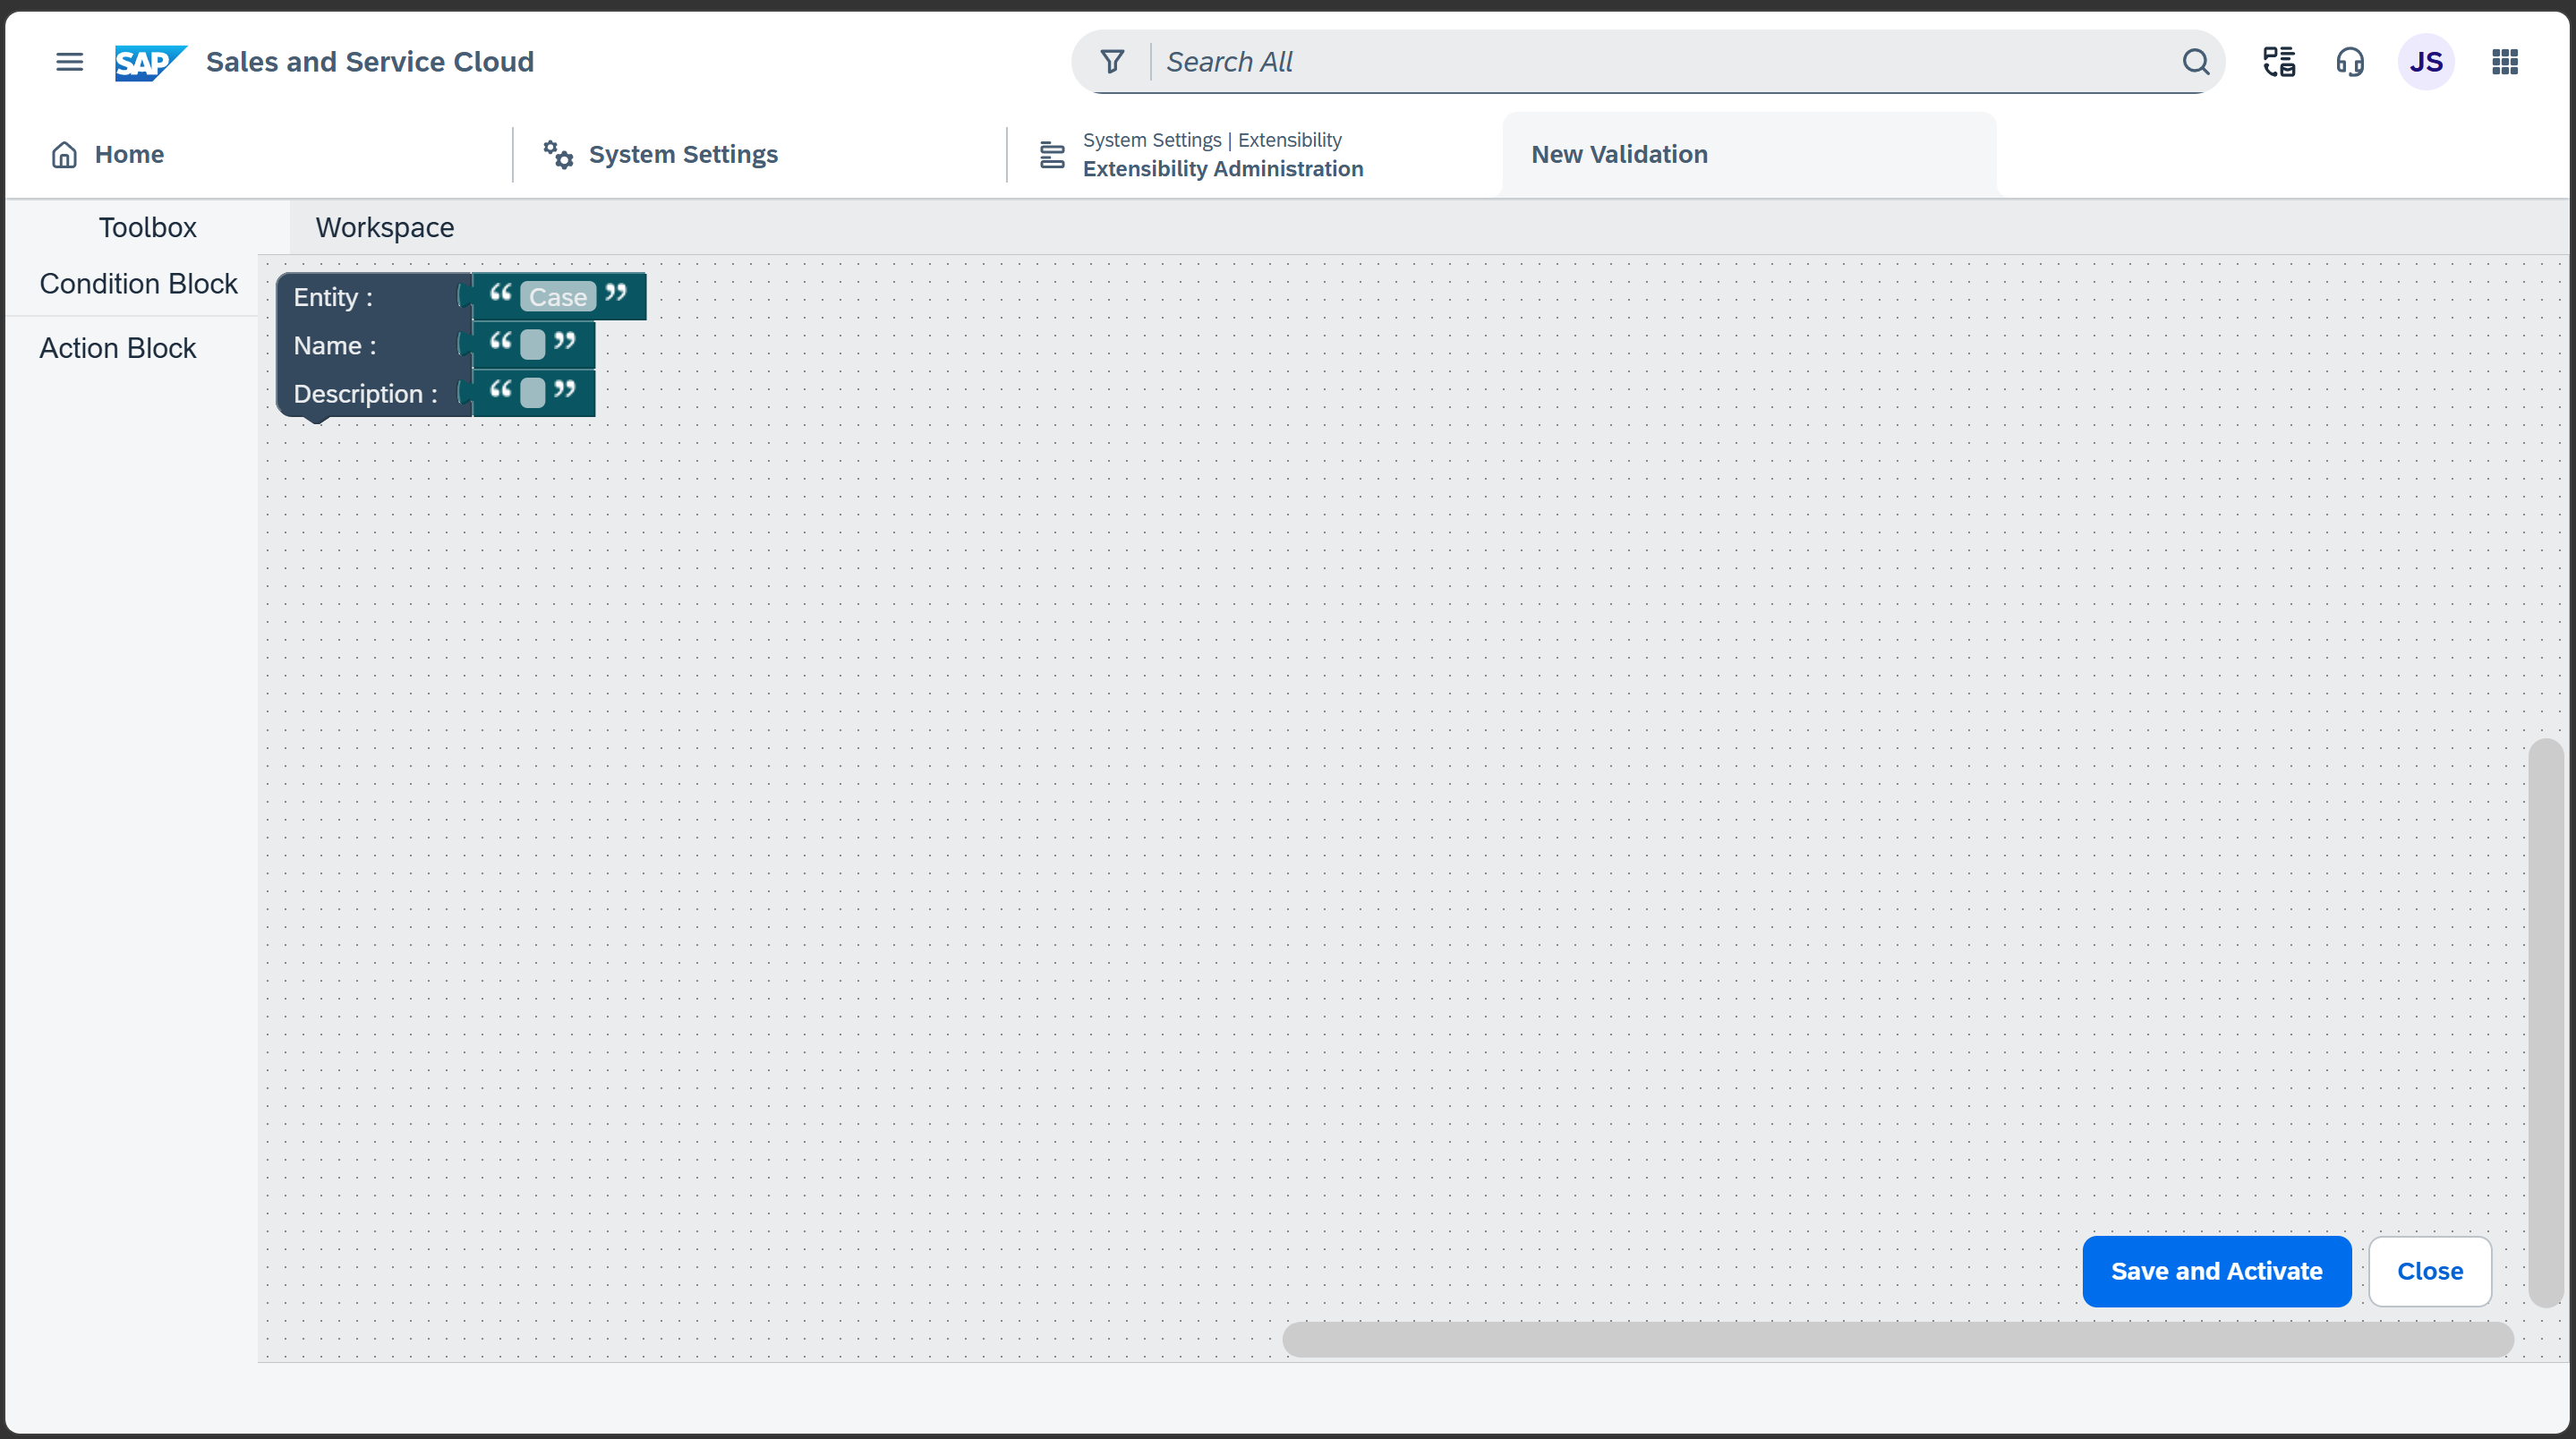 SAP Sales and Service Cloud
Search All
JS
Home
System Settings
System Settings | Extensibility
Extensibility Administration
New Validation
Toolbox
Workspace
Condition Block
Action Block
Entity : “ Case ”
Name : “ ”
Description : “ ”
Save and Activate
Close